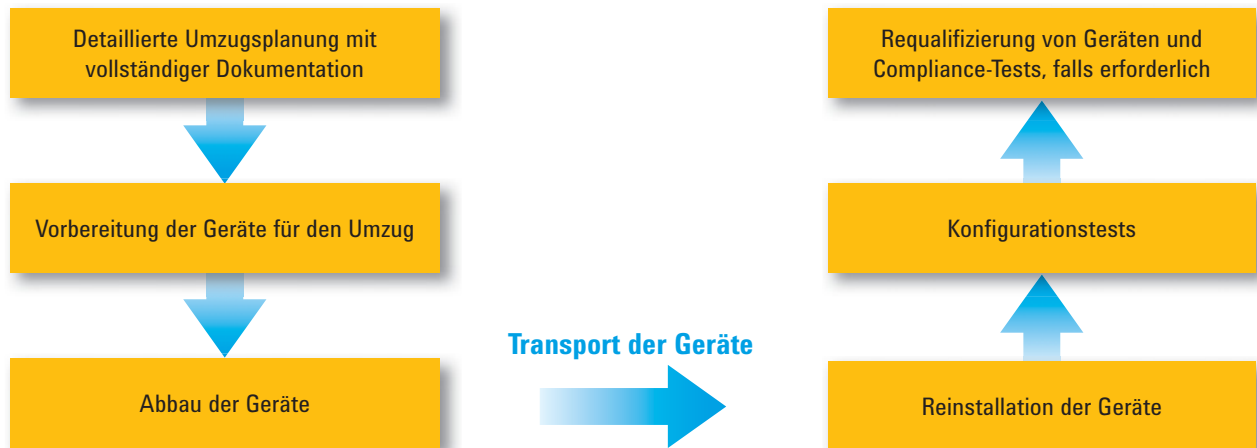 Detaillierte Umzugsplanung mit
vollständiger Dokumentation
Vorbereitung der Geräte für den Umzug
Abbau der Geräte
Transport der Geräte
Reinstallation der Geräte
Konfigurationstests
Requalifizierung von Geräten und
Compliance-Tests, falls erforderlich